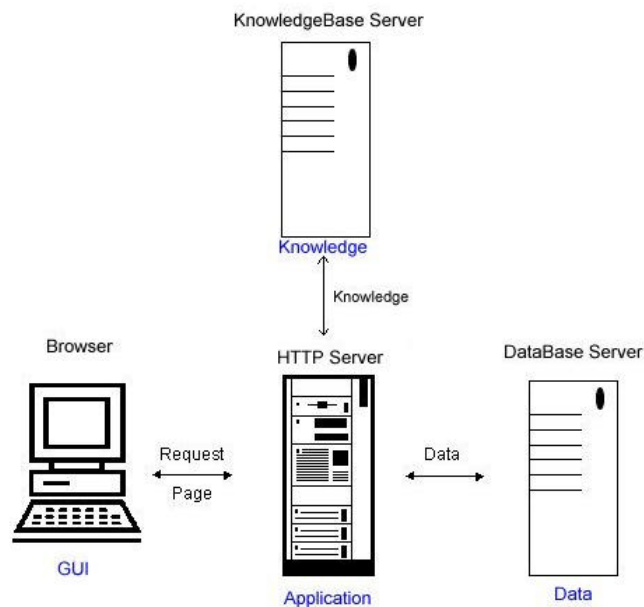 KnowledgeBase Server
Knowledge
Knowledge
Browser
HTTP Server
DataBase Server
Request
Page
Data
GUI
Application
Data